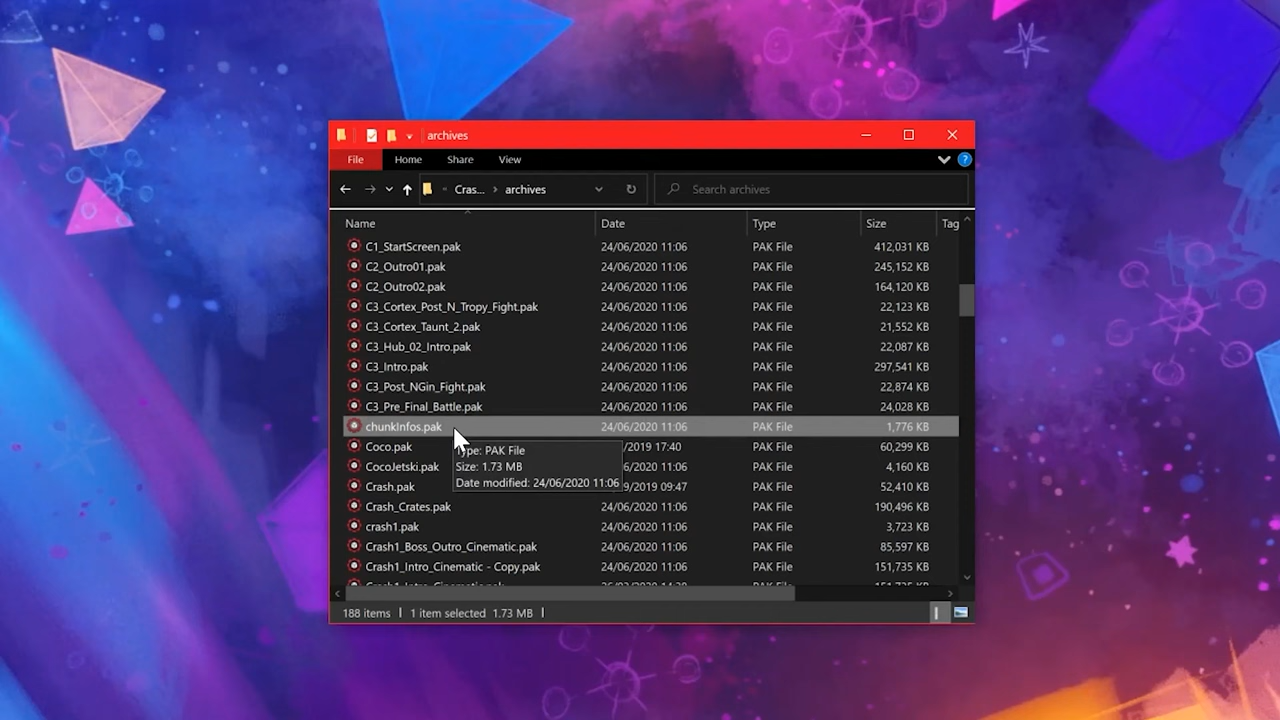 archives
File Home Share View
« Cras... > archives Search archives
Name Date Type Size Tag
C1_StartScreen.pak 24/06/2020 11:06 PAK File 412,031 KB
C2_Outro01.pak 24/06/2020 11:06 PAK File 245,152 KB
C2_Outro02.pak 24/06/2020 11:06 PAK File 164,120 KB
C3_Cortex_Post_N_Tropy_Fight.pak 24/06/2020 11:06 PAK File 22,123 KB
C3_Cortex_Taunt_2.pak 24/06/2020 11:06 PAK File 21,552 KB
C3_Hub_02_Intro.pak 24/06/2020 11:06 PAK File 22,087 KB
C3_Intro.pak 24/06/2020 11:06 PAK File 297,541 KB
C3_Post_NGin_Fight.pak 24/06/2020 11:06 PAK File 22,874 KB
C3_Pre_Final_Battle.pak 24/06/2020 11:06 PAK File 24,028 KB
chunkInfos.pak 24/06/2020 11:06 PAK File 1,776 KB
Coco.pak /2019 17:40 PAK File 60,299 KB
Type: PAK File
CocoJetski.pak 6/2020 11:06 PAK File 4,160 KB
Size: 1.73 MB
Crash.pak 9/2019 09:47 PAK File 52,410 KB
Date modified: 24/06/2020 11:06
Crash_Crates.pak 24/06/2020 11:06 PAK File 190,496 KB
crash1.pak 24/06/2020 11:06 PAK File 3,723 KB
Crash1_Boss_Outro_Cinematic.pak 24/06/2020 11:06 PAK File 85,597 KB
Crash1_Intro_Cinematic - Copy.pak 24/06/2020 11:06 PAK File 151,735 KB
Crash1_Intro_Cinematic.pak
188 items 1 item selected 1.73 MB